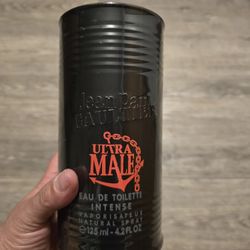 Jean Paul
GAULTIER
ULTRA
MALE
EAU DE TOILETTE
INTENSE
VAPORISATEUR
NATURAL SPRAY
℮125 ml - 4.2 fl.oz